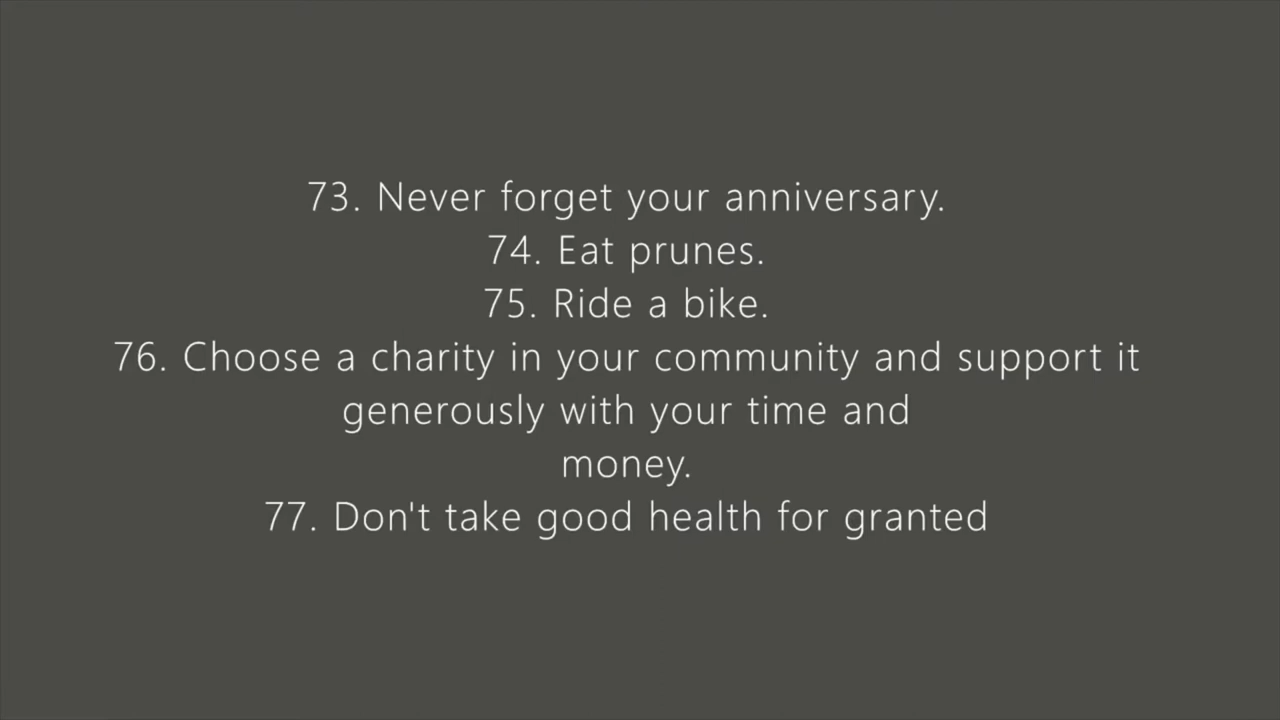 73. Never forget your anniversary.
74. Eat prunes.
75. Ride a bike.
76. Choose a charity in your community and support it
generously with your time and
money.
77. Don't take good health for granted